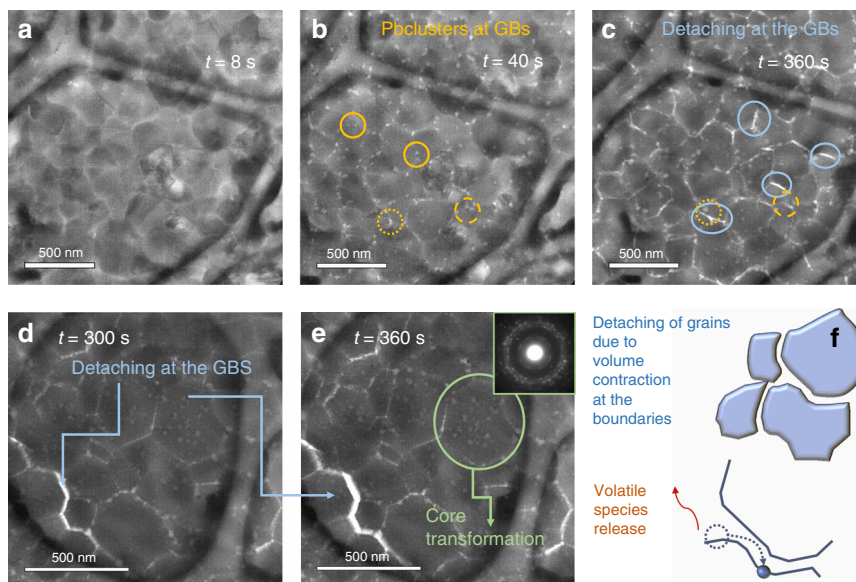 a
t = 8 s
500 nm
b
Pbclusters at GBs
t = 40 s
500 nm
c
Detaching at the GBs
t = 360 s
500 nm
d
t = 300 s
Detaching at the GBS
500 nm
e
t = 360 s
Core
transformation
500 nm
f
Detaching of grains
due to
volume
contraction
at the
boundaries
Volatile
species
release